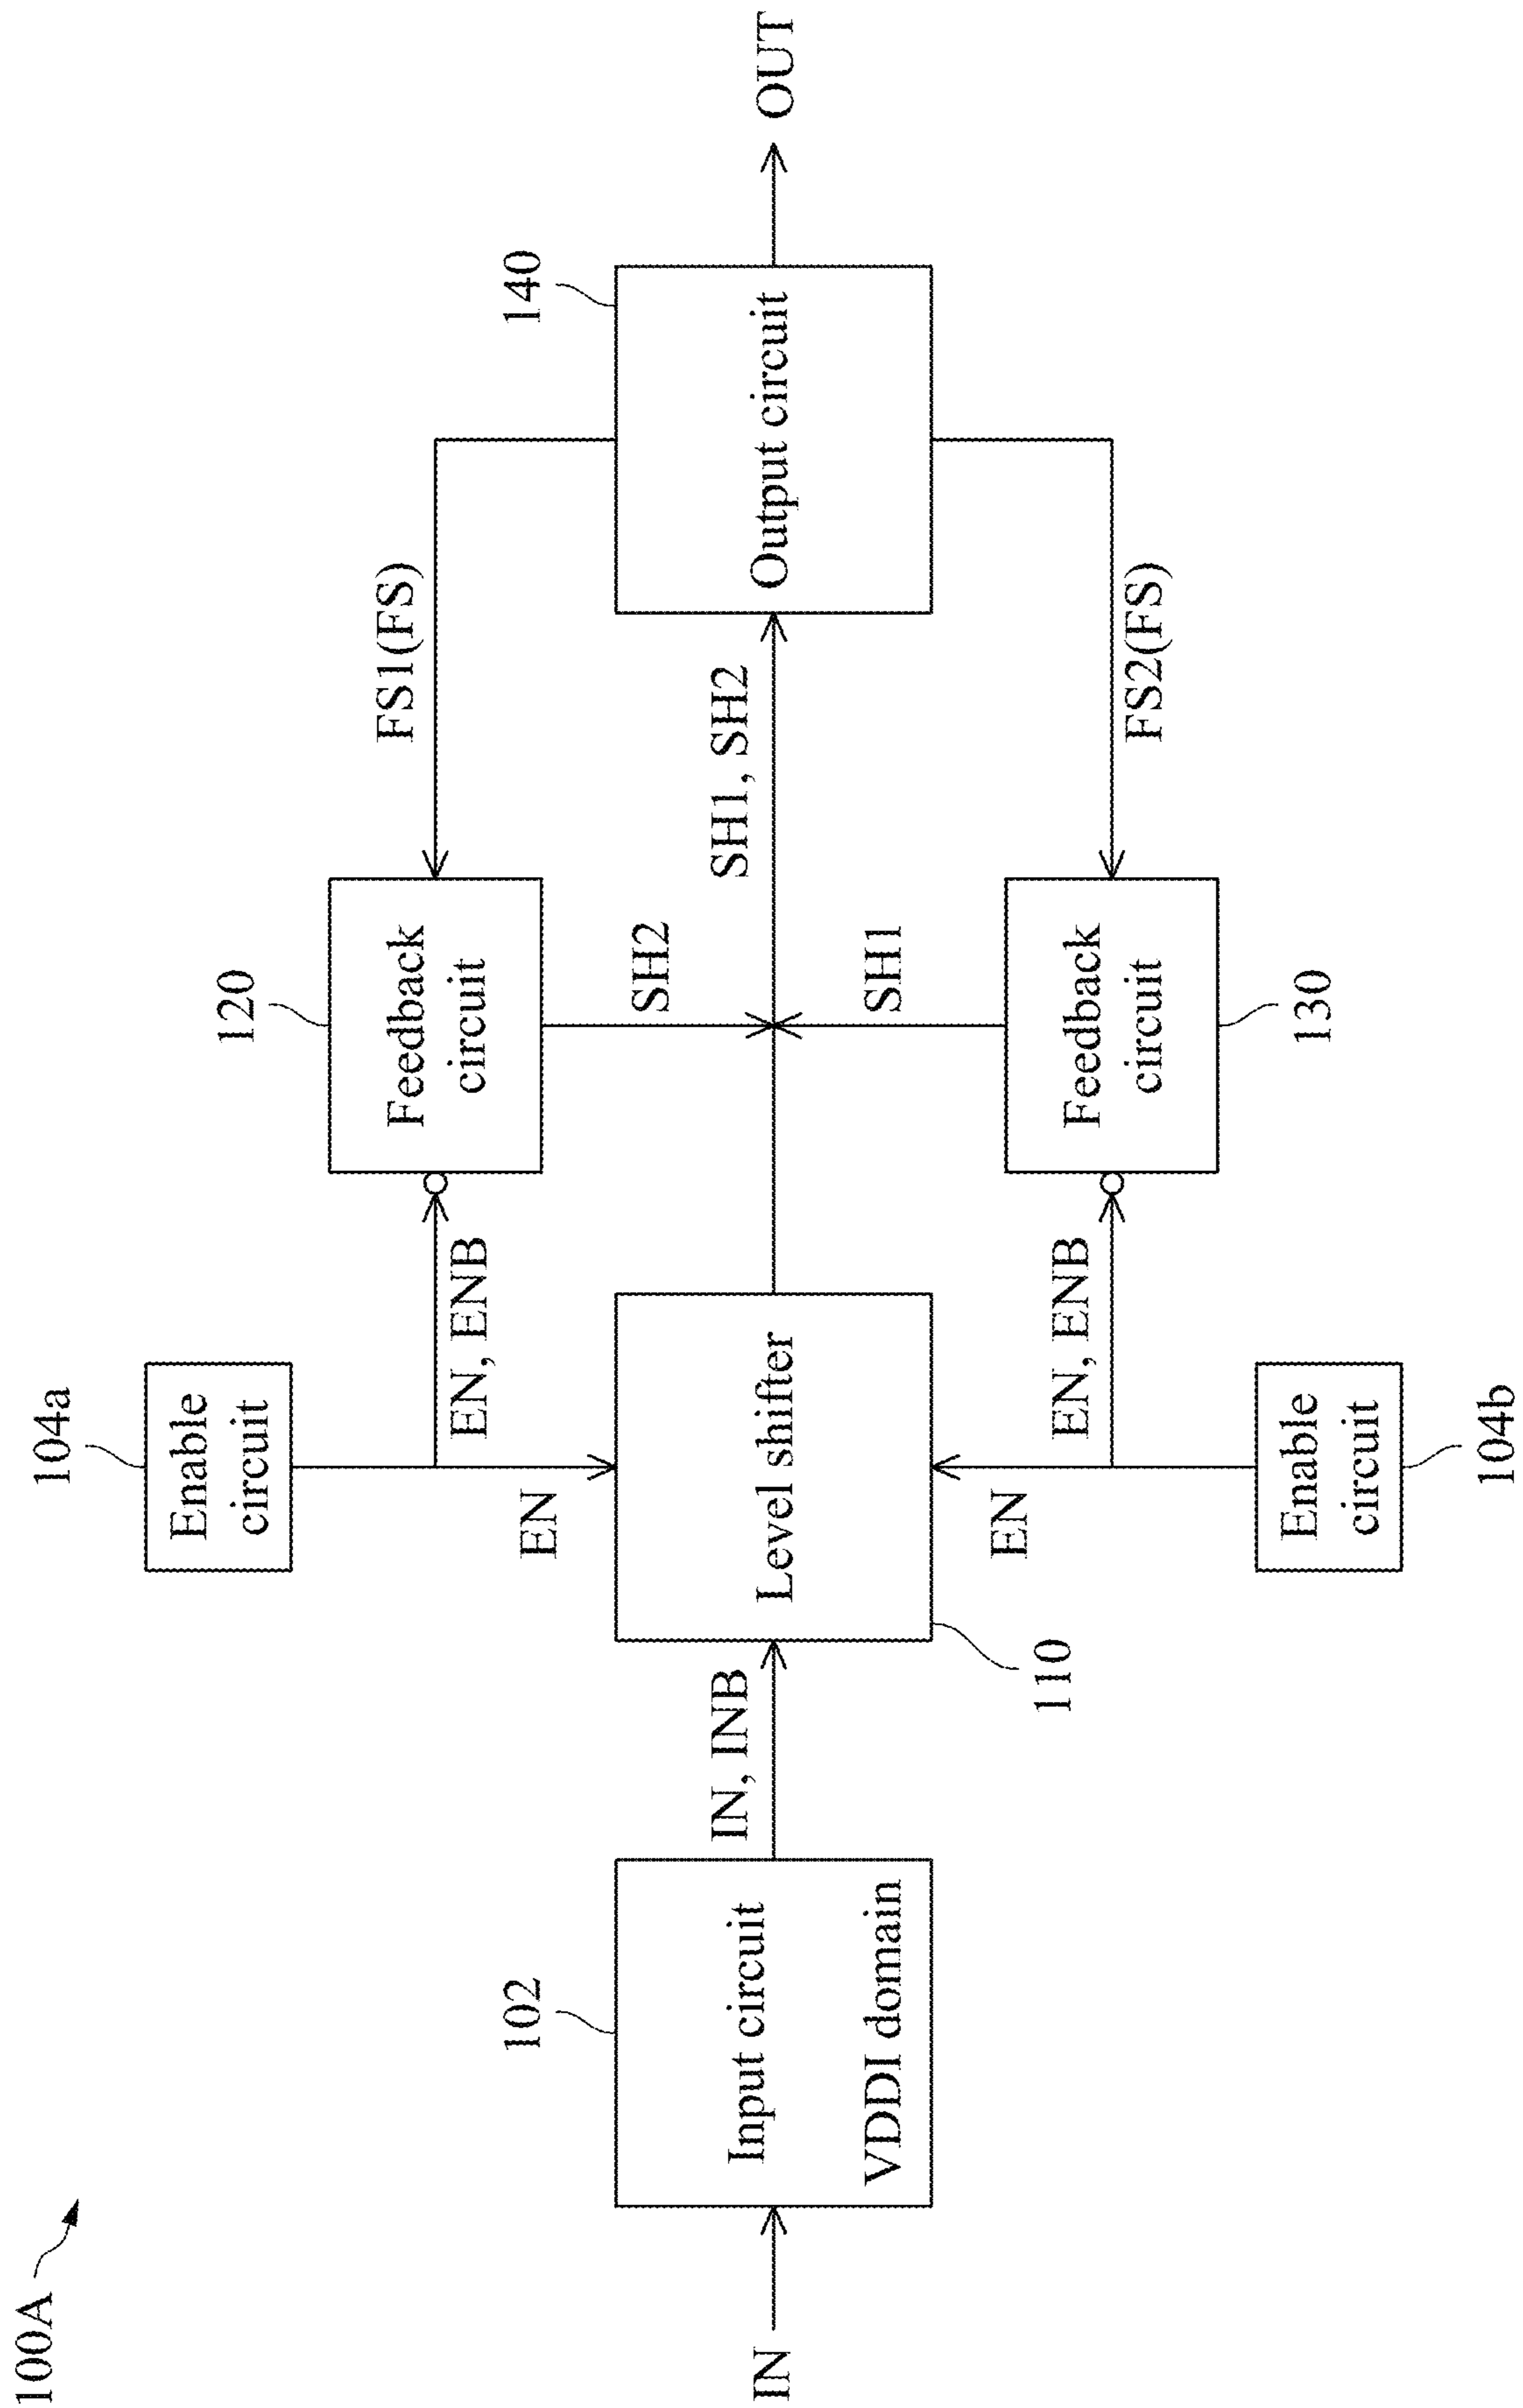 100A
104a
Enable
circuit
120
Feedback
circuit
FS1(FS)
EN, ENB
EN
SH2
102
140
IN
Input circuit
VDDI domain
IN, INB
Level shifter
110
SH1, SH2
Output circuit
OUT
EN
EN, ENB
SH1
FS2(FS)
Enable
circuit
104b
Feedback
circuit
130